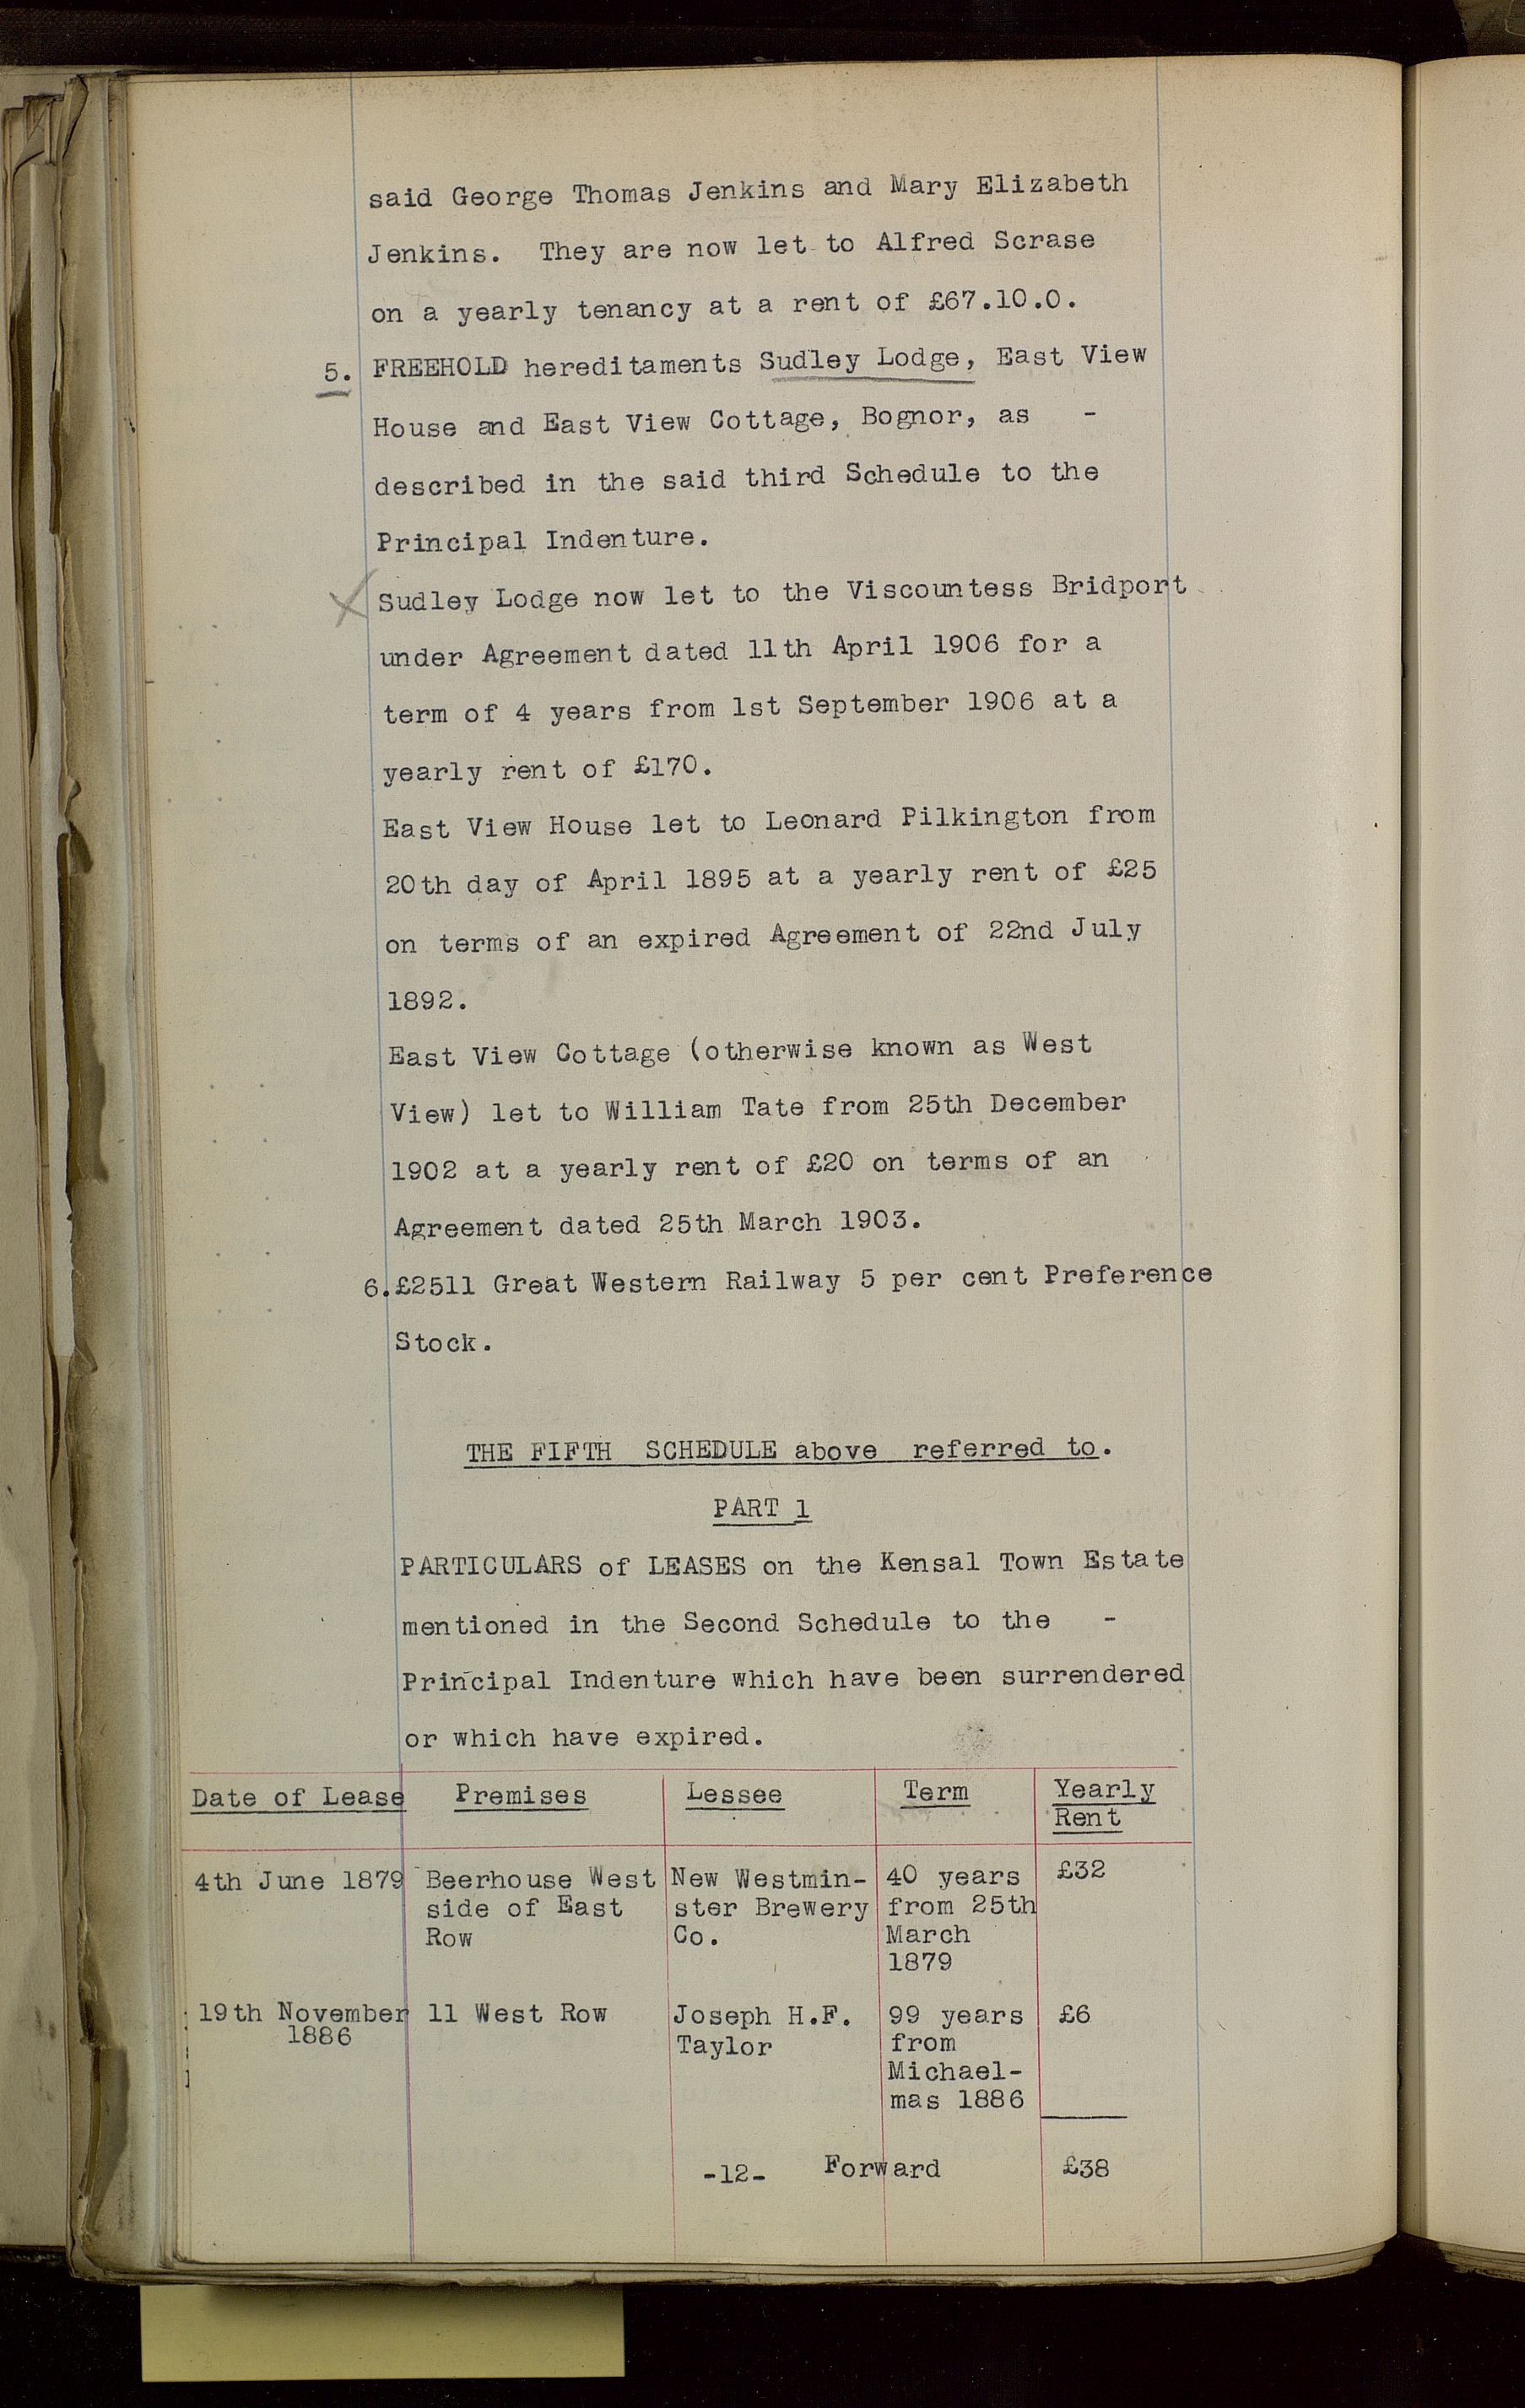 said George Thomas Jenkins and Mary Elizabeth
Jenkins. They are now let to Alfred Scrase
on a yearly tenancy at a rent of £67.10.0.
5. FREEHOLD hereditaments Sudley Lodge, East View
House and East View Cottage, Bognor, as -
described in the said third Schedule to the
Principal Indenture.
X Sudley Lodge now let to the Viscountess Bridport
under Agreement dated 11th April 1906 for a
term of 4 years from 1st September 1906 at a
yearly rent of £170.
East View House let to Leonard Pilkington from
20th day of April 1895 at a yearly rent of £25
on terms of an expired Agreement of 22nd July
1892.
East View Cottage (otherwise known as West
View) let to William Tate from 25th December
1902 at a yearly rent of £20 on terms of an
Agreement dated 25th March 1903.
6. £2511 Great Western Railway 5 per cent Preference
Stock.
THE FIFTH SCHEDULE above referred to.
PART 1
PARTICULARS of LEASES on the Kensal Town Estate
mentioned in the Second Schedule to the -
Principal Indenture which have been surrendered
or which have expired.
Date of Lease Premises Lessee Term Yearly
Rent
4th June 1879 Beerhouse West New Westmin- 40 years £32
side of East ster Brewery from 25th
Row Co. March
1879
19th November 11 West Row Joseph H.F. 99 years £6
1886 Taylor from
Michael-
mas 1886
-12- Forward £38